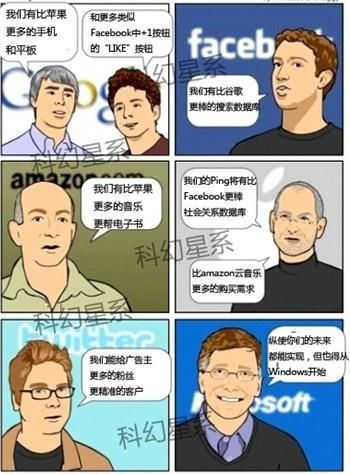 我们有比苹果
更多的手机
和平板
和更多类似
Facebook中+1按钮
的“LIKE”按钮
Google
科幻星系
facebook
我们有比谷歌
更棒的搜索数据库
amazon.com
我们有比苹果
更多的音乐
更帮电子书
科幻星系
我们的Ping将有比
Facebook更棒
社会关系数据库
比amazon云音乐
更多的购买需求
科幻星系
twitter
我们能给广告主
更多的粉丝
更精准的客户
科幻星系
纵使你们的未来
都能实现，但也得从
Windows开始
Microsoft
科幻星系